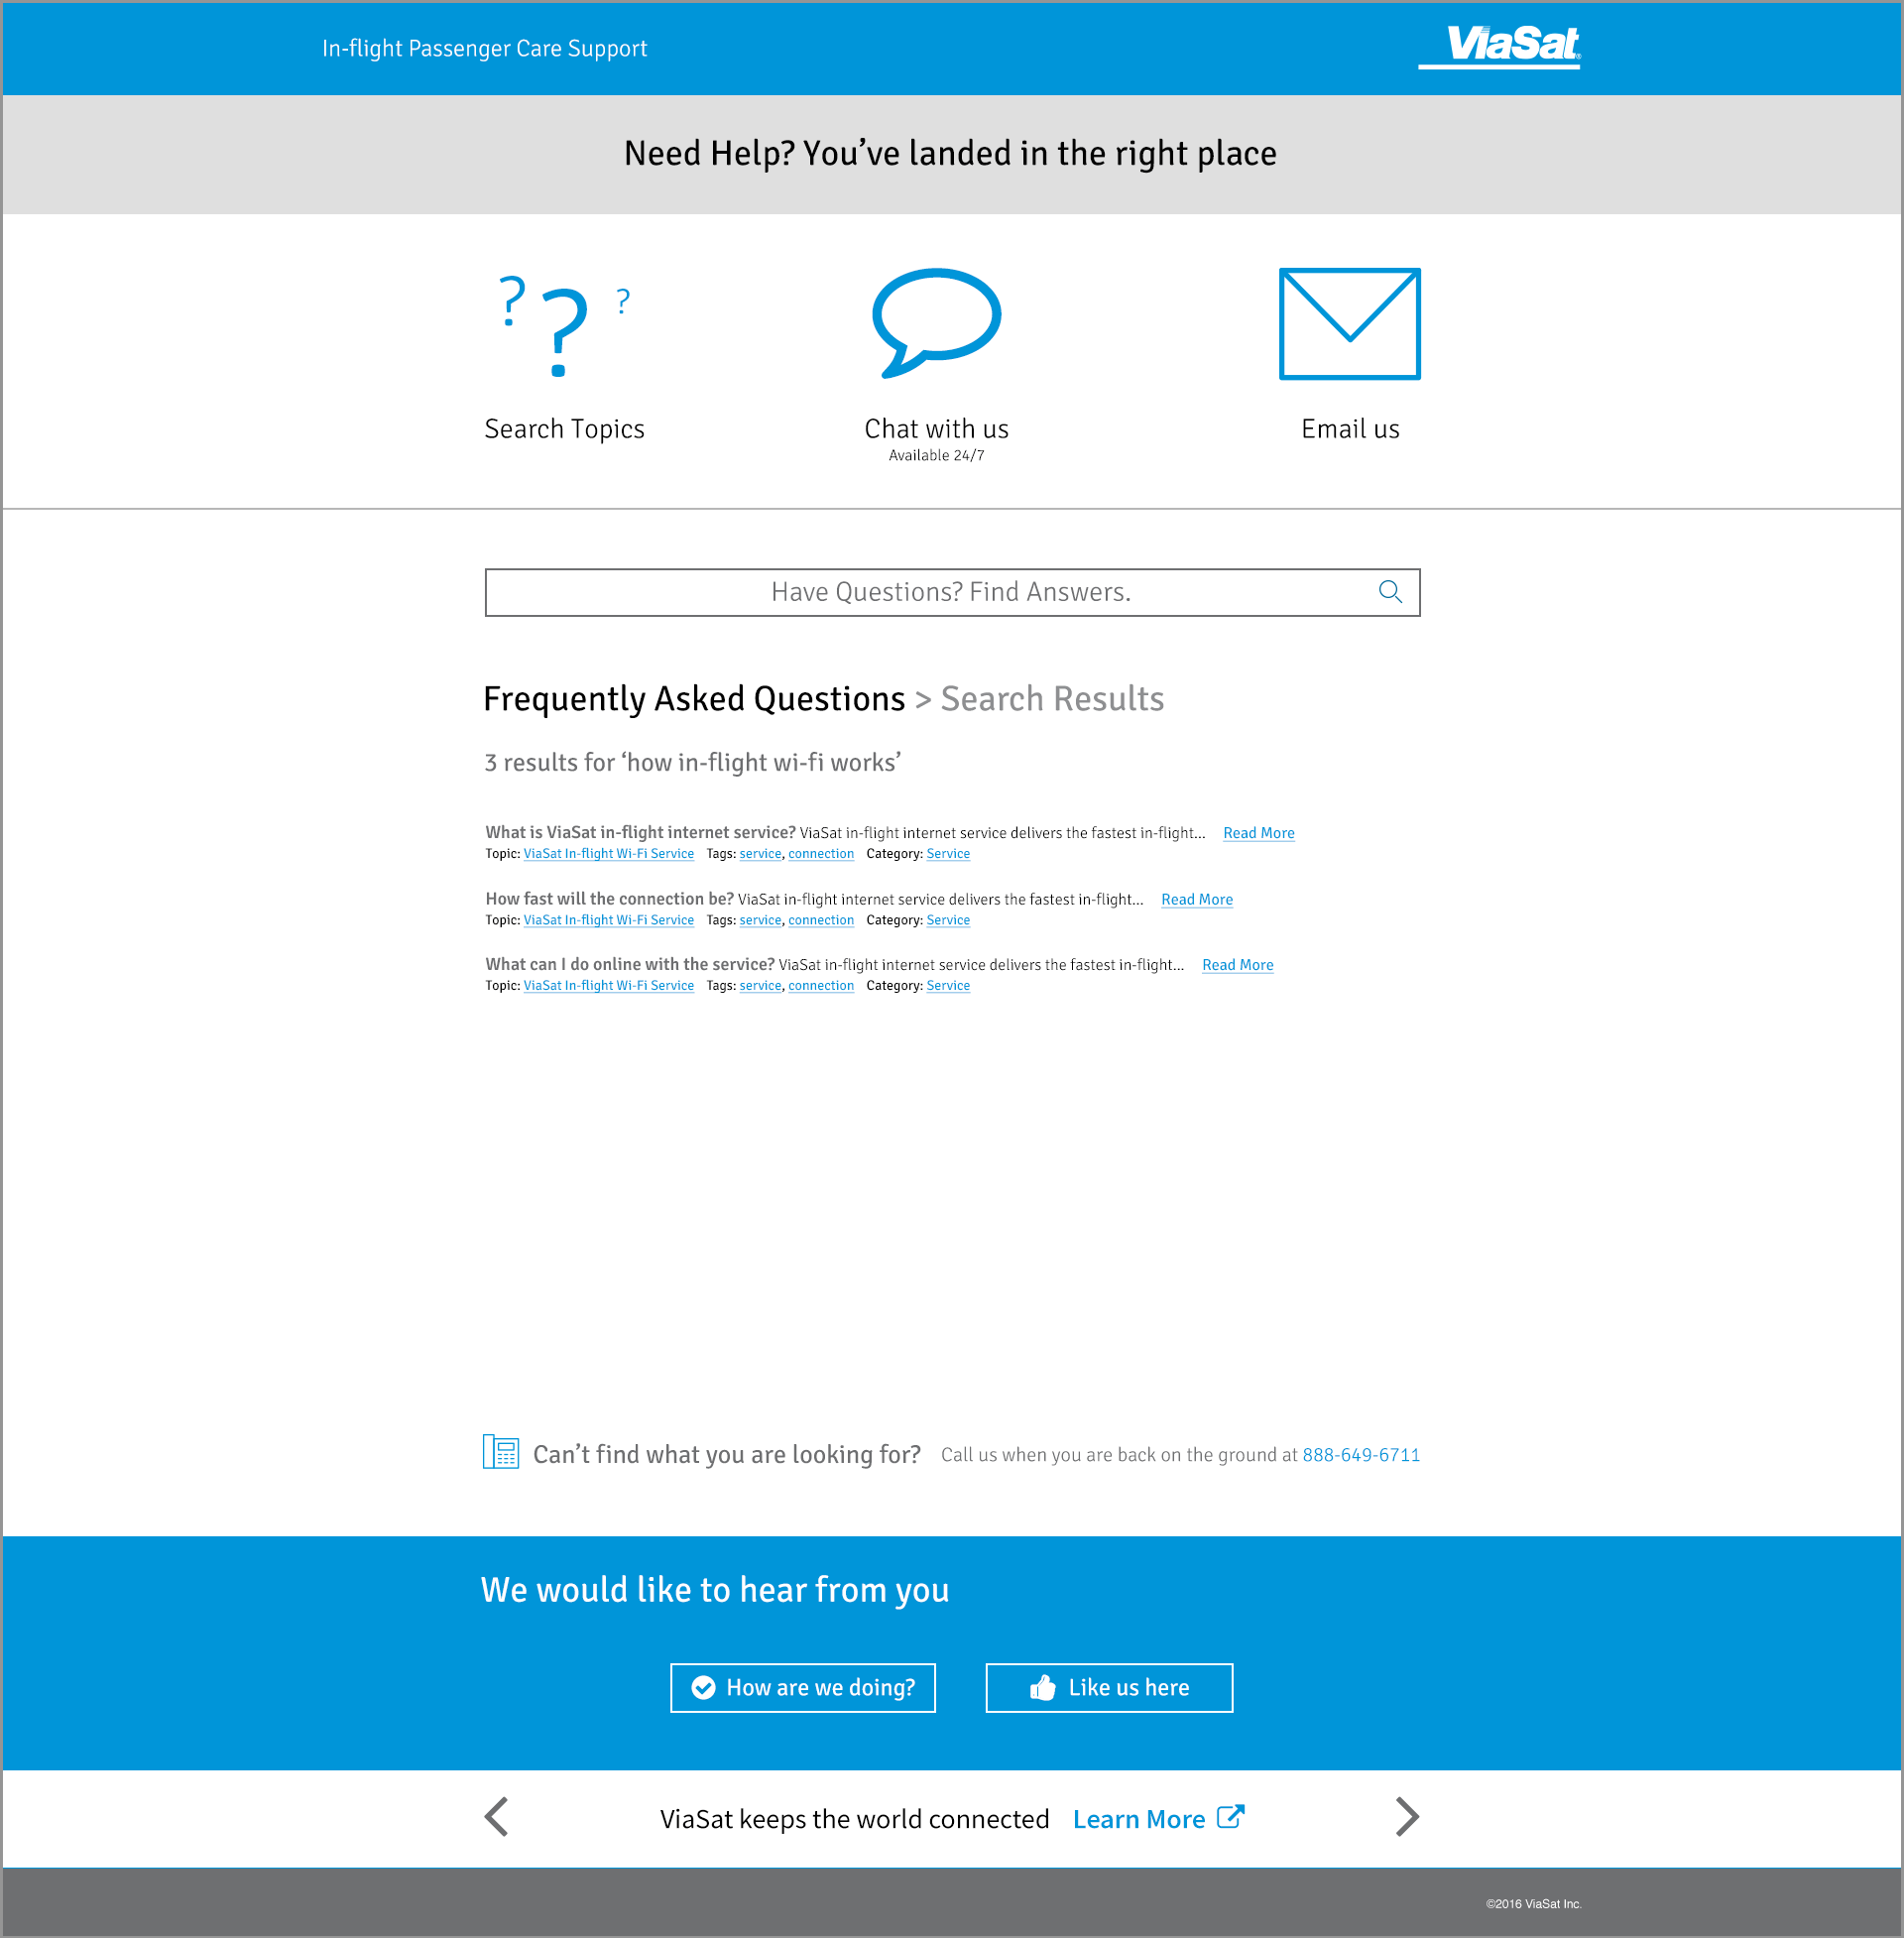 In-flight Passenger Care Support
ViaSat®
Need Help? You’ve landed in the right place
? ? ?
Search Topics
Chat with us
Available 24/7
Email us
Have Questions? Find Answers.
Frequently Asked Questions > Search Results
3 results for ‘how in-flight wi-fi works’
What is ViaSat in-flight internet service? ViaSat in-flight internet service delivers the fastest in-flight... Read More
Topic: ViaSat In-flight Wi-Fi Service Tags: service, connection Category: Service
How fast will the connection be? ViaSat in-flight internet service delivers the fastest in-flight... Read More
Topic: ViaSat In-flight Wi-Fi Service Tags: service, connection Category: Service
What can I do online with the service? ViaSat in-flight internet service delivers the fastest in-flight... Read More
Topic: ViaSat In-flight Wi-Fi Service Tags: service, connection Category: Service
Can’t find what you are looking for? Call us when you are back on the ground at 888-649-6711
We would like to hear from you
How are we doing?
Like us here
ViaSat keeps the world connected Learn More
©2016 ViaSat Inc.